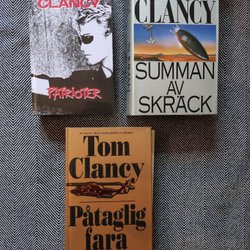 CLANCY
PATRIOTER
CLANCY
SUMMAN
AV
SKRÄCK
Tom
Clancy
Påtaglig
fara